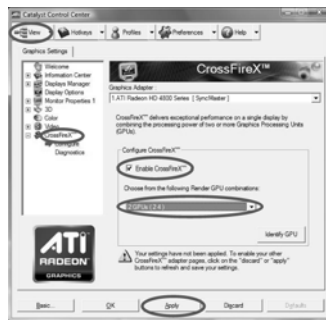 Catalyst Control Center
View Hotkeys Profiles Preferences Help
Graphics Settings
Welcome
Information Center
Displays Manager
Display Options
Monitor Properties 1
3D
Color
Video
CrossFireX
Configure
Diagnostics
CrossFireX™
Graphics Adapter:
1.ATI Radeon HD 4800 Series [ SyncMaster ]
CrossFireX™ delivers exceptional performance on a single display by
combining the processing power of two or more Graphics Processing Units
(GPUs).
Configure CrossFireX™
Enable CrossFireX™
Choose from the following Render GPU combinations:
2 GPUs (2 4)
Identify GPU
Your settings have not been applied. To enable your other
CrossFireX™ adapter pages, click on the "discard" or "apply"
buttons to refresh and save your settings.
ATI
RADEON
GRAPHICS
Basic... OK Apply Discard Defaults